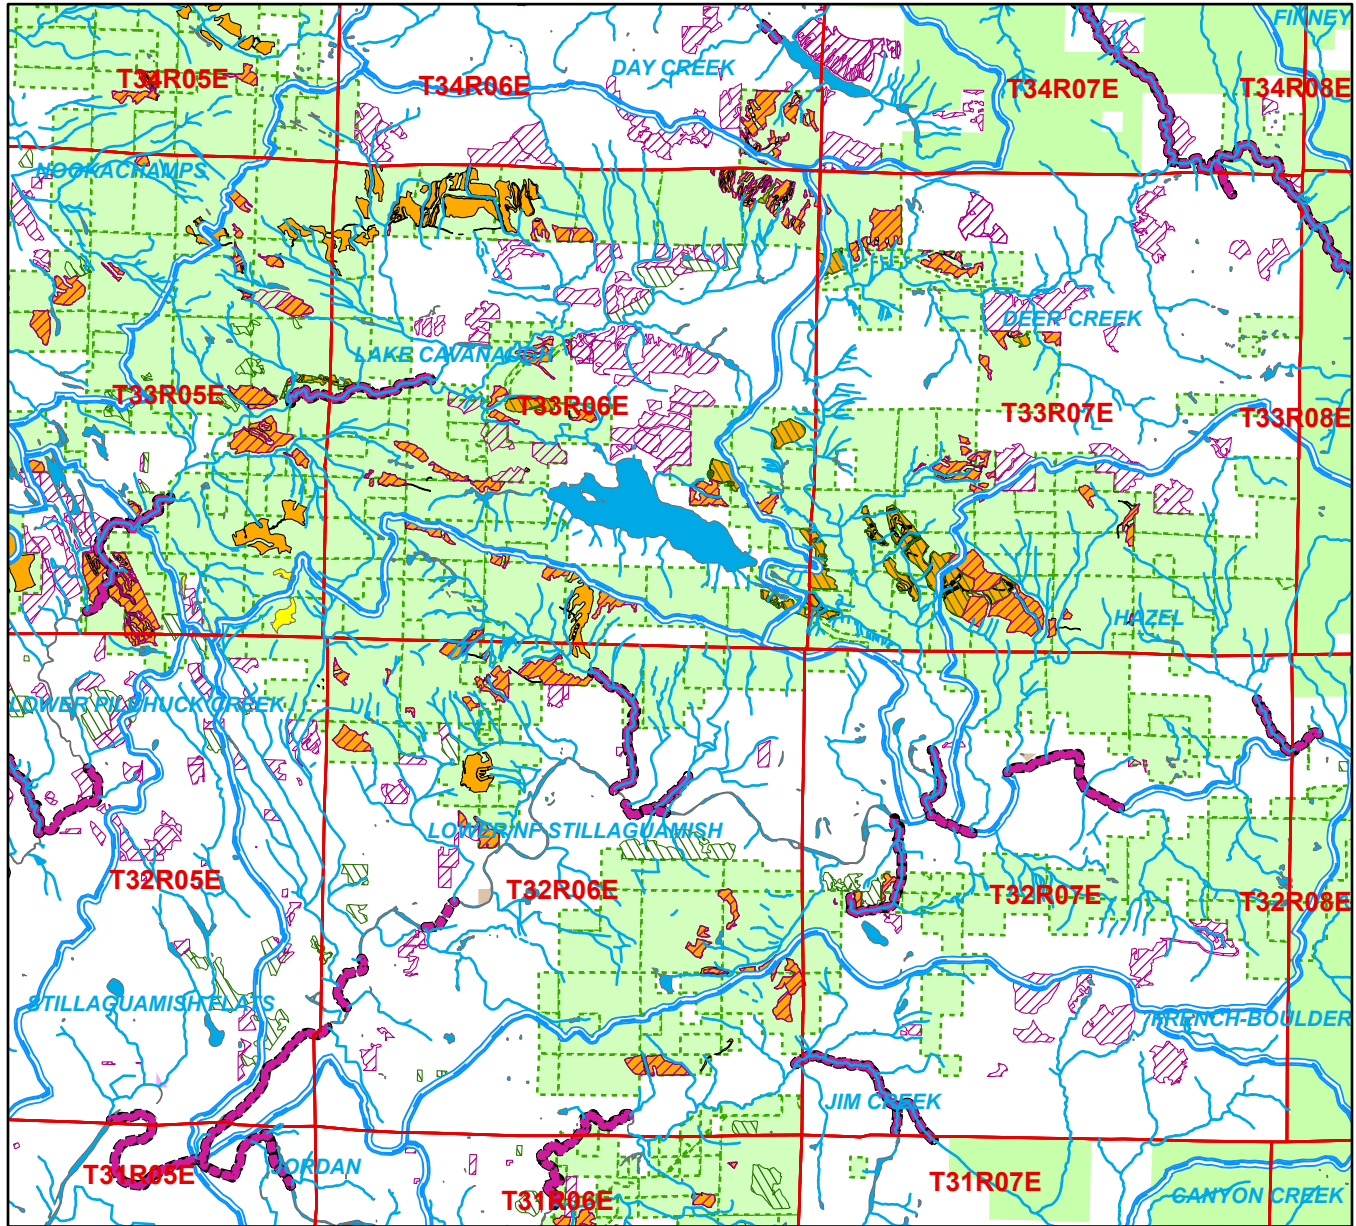 FINNEY
DAY CREEK
T34R05E
T34R06E
T34R07E
T34R08E
NOOKACHAMPS
DEER CREEK
LAKE CAVANAUGH
T33R05E
T33R06E
T33R07E
T33R08E
HAZEL
LOWER PILCHUCK CREEK
LOWER NF STILLAGUAMISH
T32R05E
T32R06E
T32R07E
T32R08E
STILLAGUAMISH FLATS
FRENCH-BOULDER
JIM CREEK
JORDAN
T31R05E
T31R06E
T31R07E
CANYON CREEK